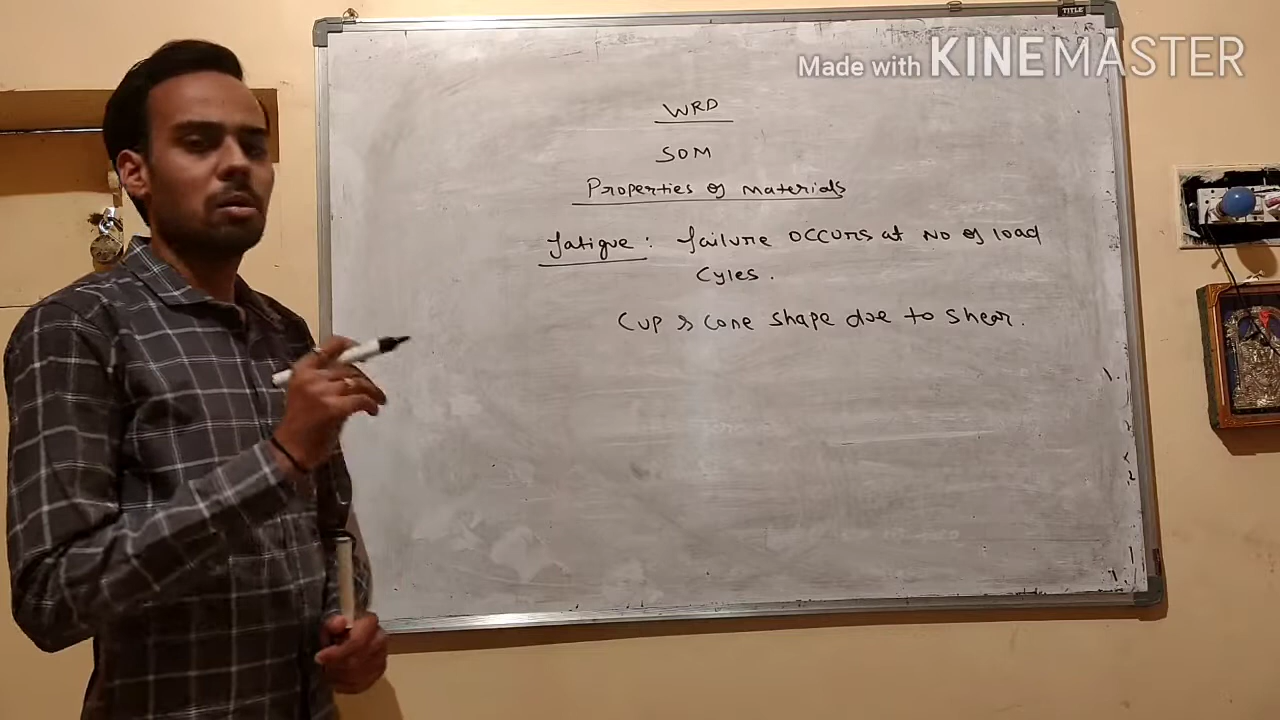 TITLE
Made with KINEMASTER
WRD
SOM
Properties of materials
fatigue : failure occurs at No of load
Cyles.
Cup & Cone shape due to shear.